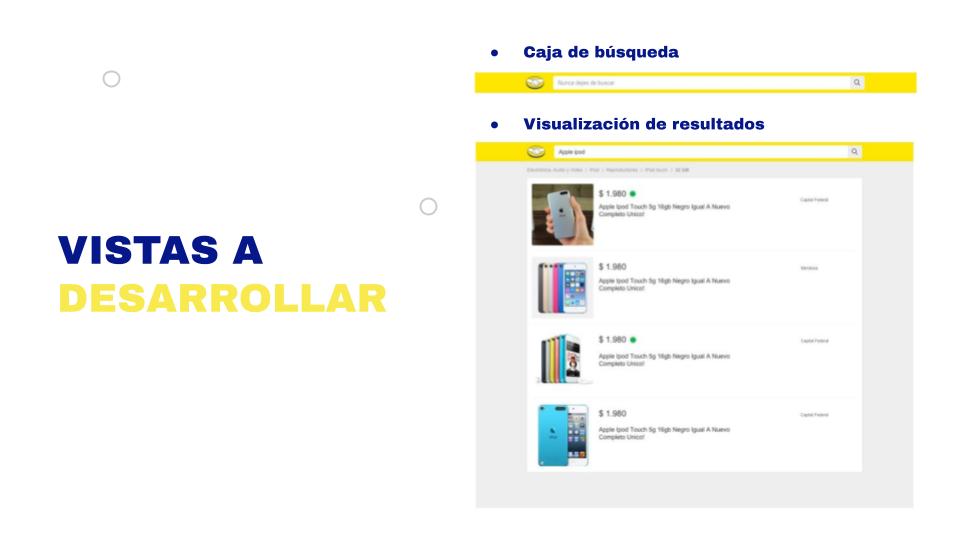 VISTAS A
DESARROLLAR
● Caja de búsqueda
Nunca dejes de buscar
● Visualización de resultados
Apple ipod
Electrónica, Audio y Video / iPod / Reproductores / iPod touch / 32 GB
$ 1.980
Apple Ipod Touch 5g 16gb Negro Igual A Nuevo
Completo Unico!
Capital Federal
$ 1.980
Apple Ipod Touch 5g 16gb Negro Igual A Nuevo
Completo Unico!
Mendoza
$ 1.980
Apple Ipod Touch 5g 16gb Negro Igual A Nuevo
Completo Unico!
Capital Federal
$ 1.980
Apple Ipod Touch 5g 16gb Negro Igual A Nuevo
Completo Unico!
Capital Federal